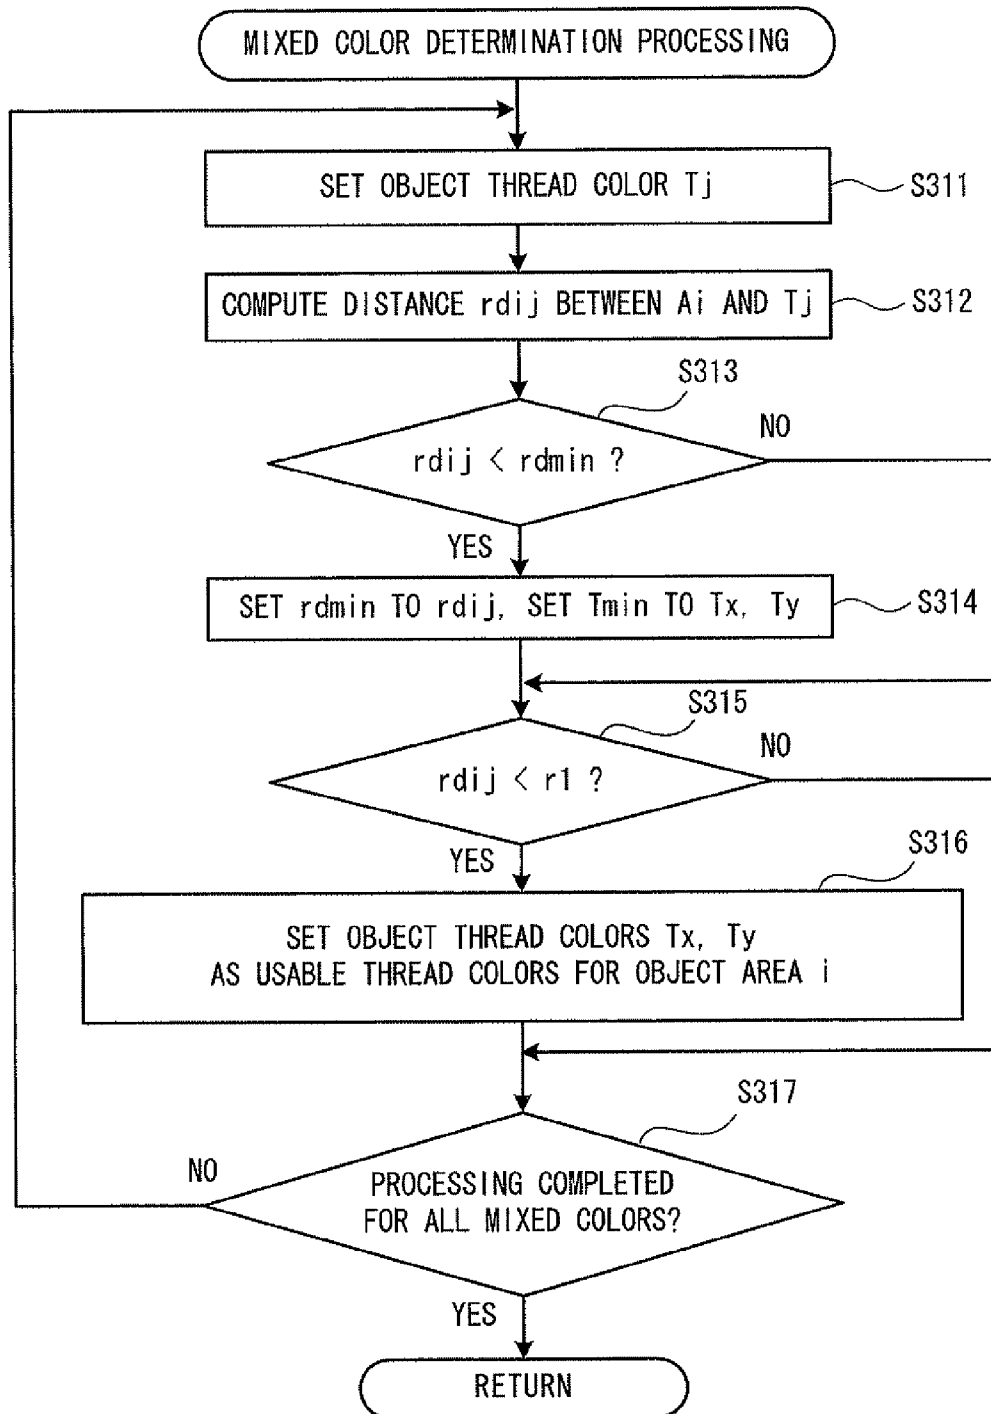 MIXED COLOR DETERMINATION PROCESSING
SET OBJECT THREAD COLOR Tj
S311
COMPUTE DISTANCE rdij BETWEEN Ai AND Tj
S312
S313
rdij < rdmin ?
NO
YES
SET rdmin TO rdij, SET Tmin TO Tx, Ty
S314
S315
rdij < r1 ?
NO
YES
S316
SET OBJECT THREAD COLORS Tx, Ty
AS USABLE THREAD COLORS FOR OBJECT AREA i
S317
NO
PROCESSING COMPLETED
FOR ALL MIXED COLORS?
YES
RETURN